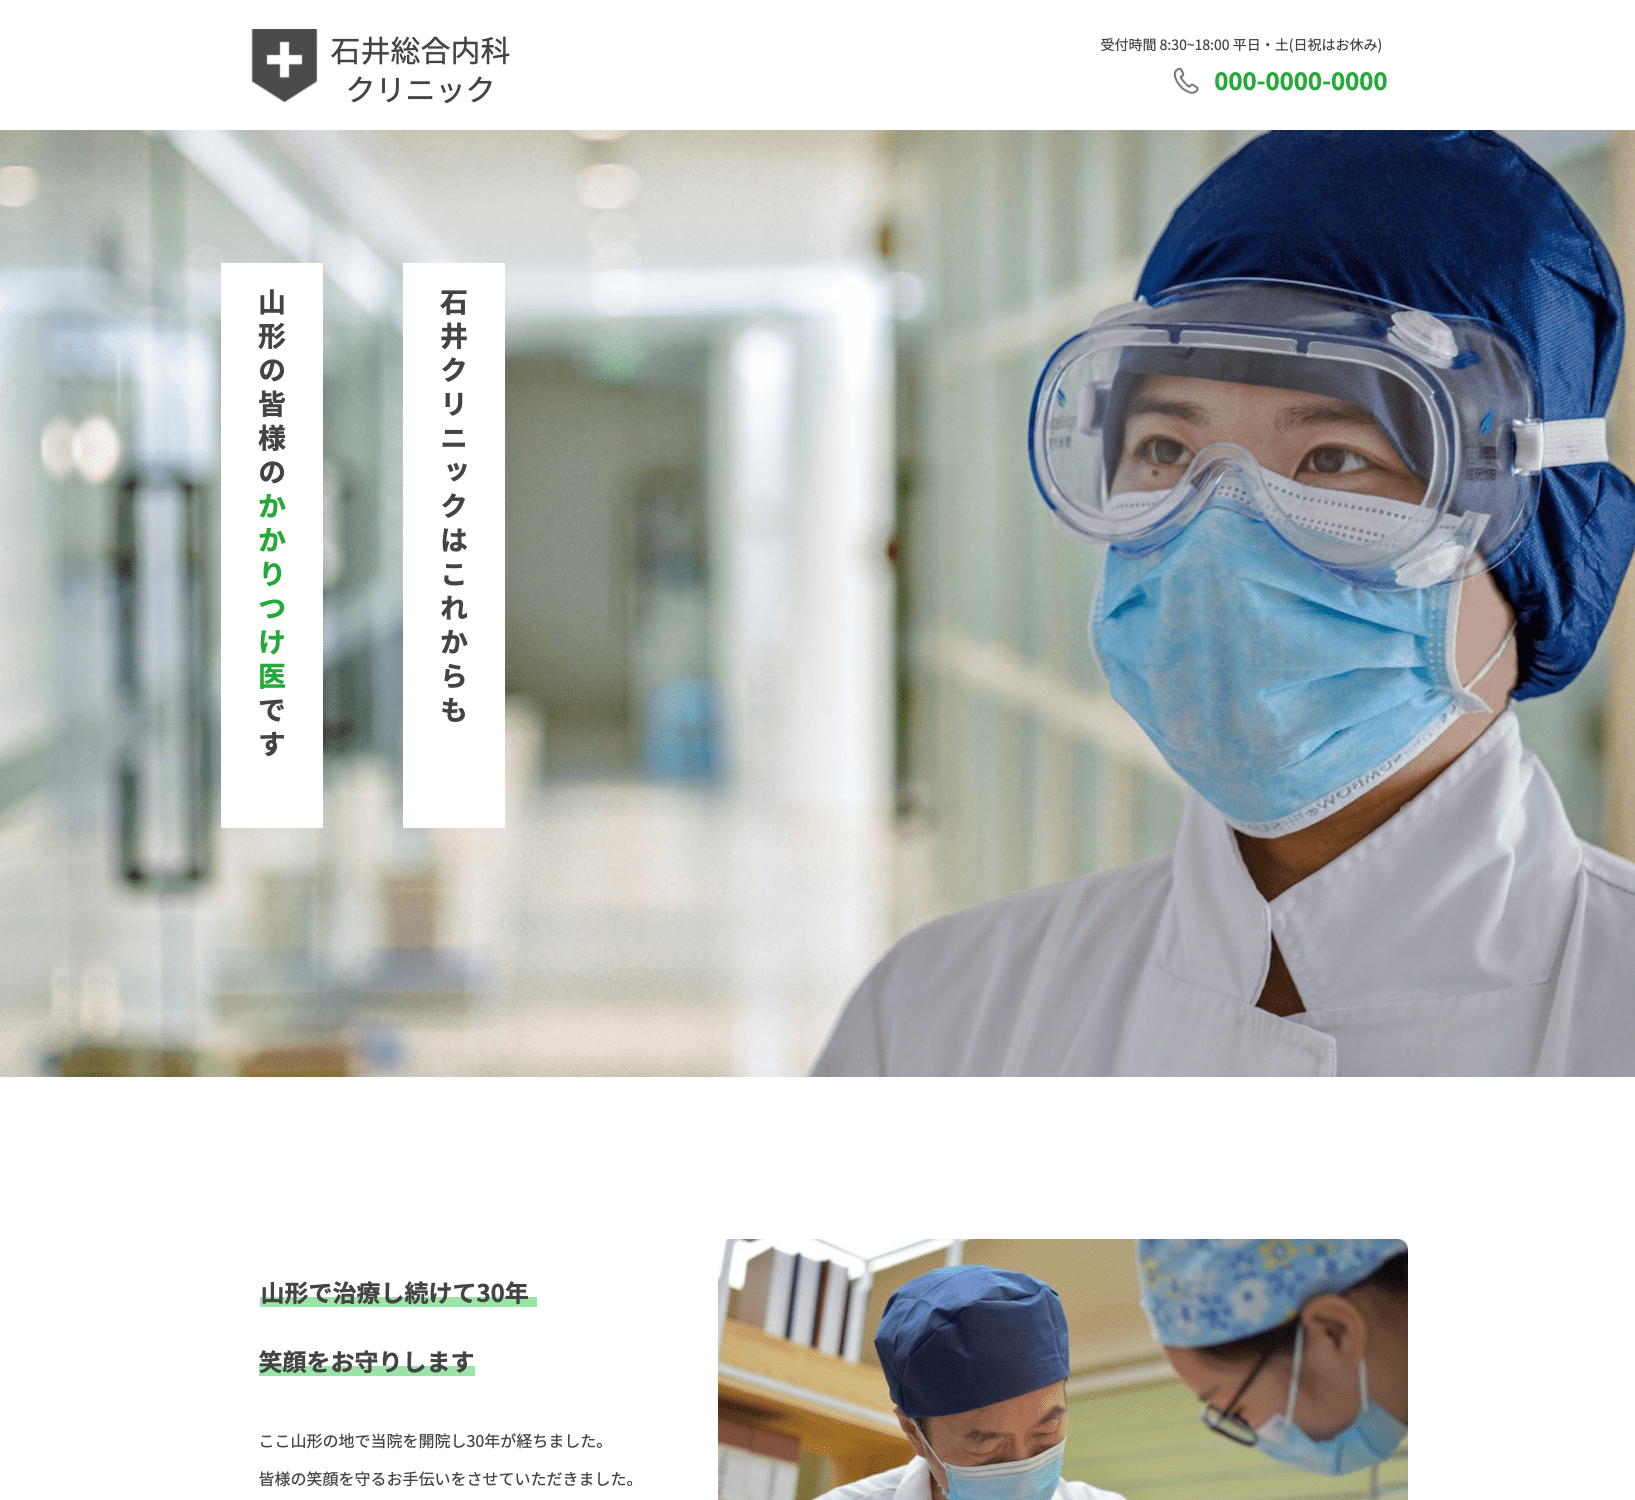 石井総合内科
クリニック
受付時間 8:30~18:00 平日・土(日祝はお休み)
000-0000-0000
石井クリニックはこれからも
山形の皆様のかかりつけ医です
山形で治療し続けて30年
笑顔をお守りします
ここ山形の地で当院を開院し30年が経ちました。
皆様の笑顔を守るお手伝いをさせていただきました。